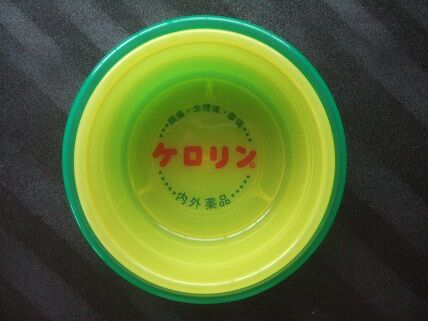 頭痛・生理痛・歯痛
ケロリン®
内外薬品